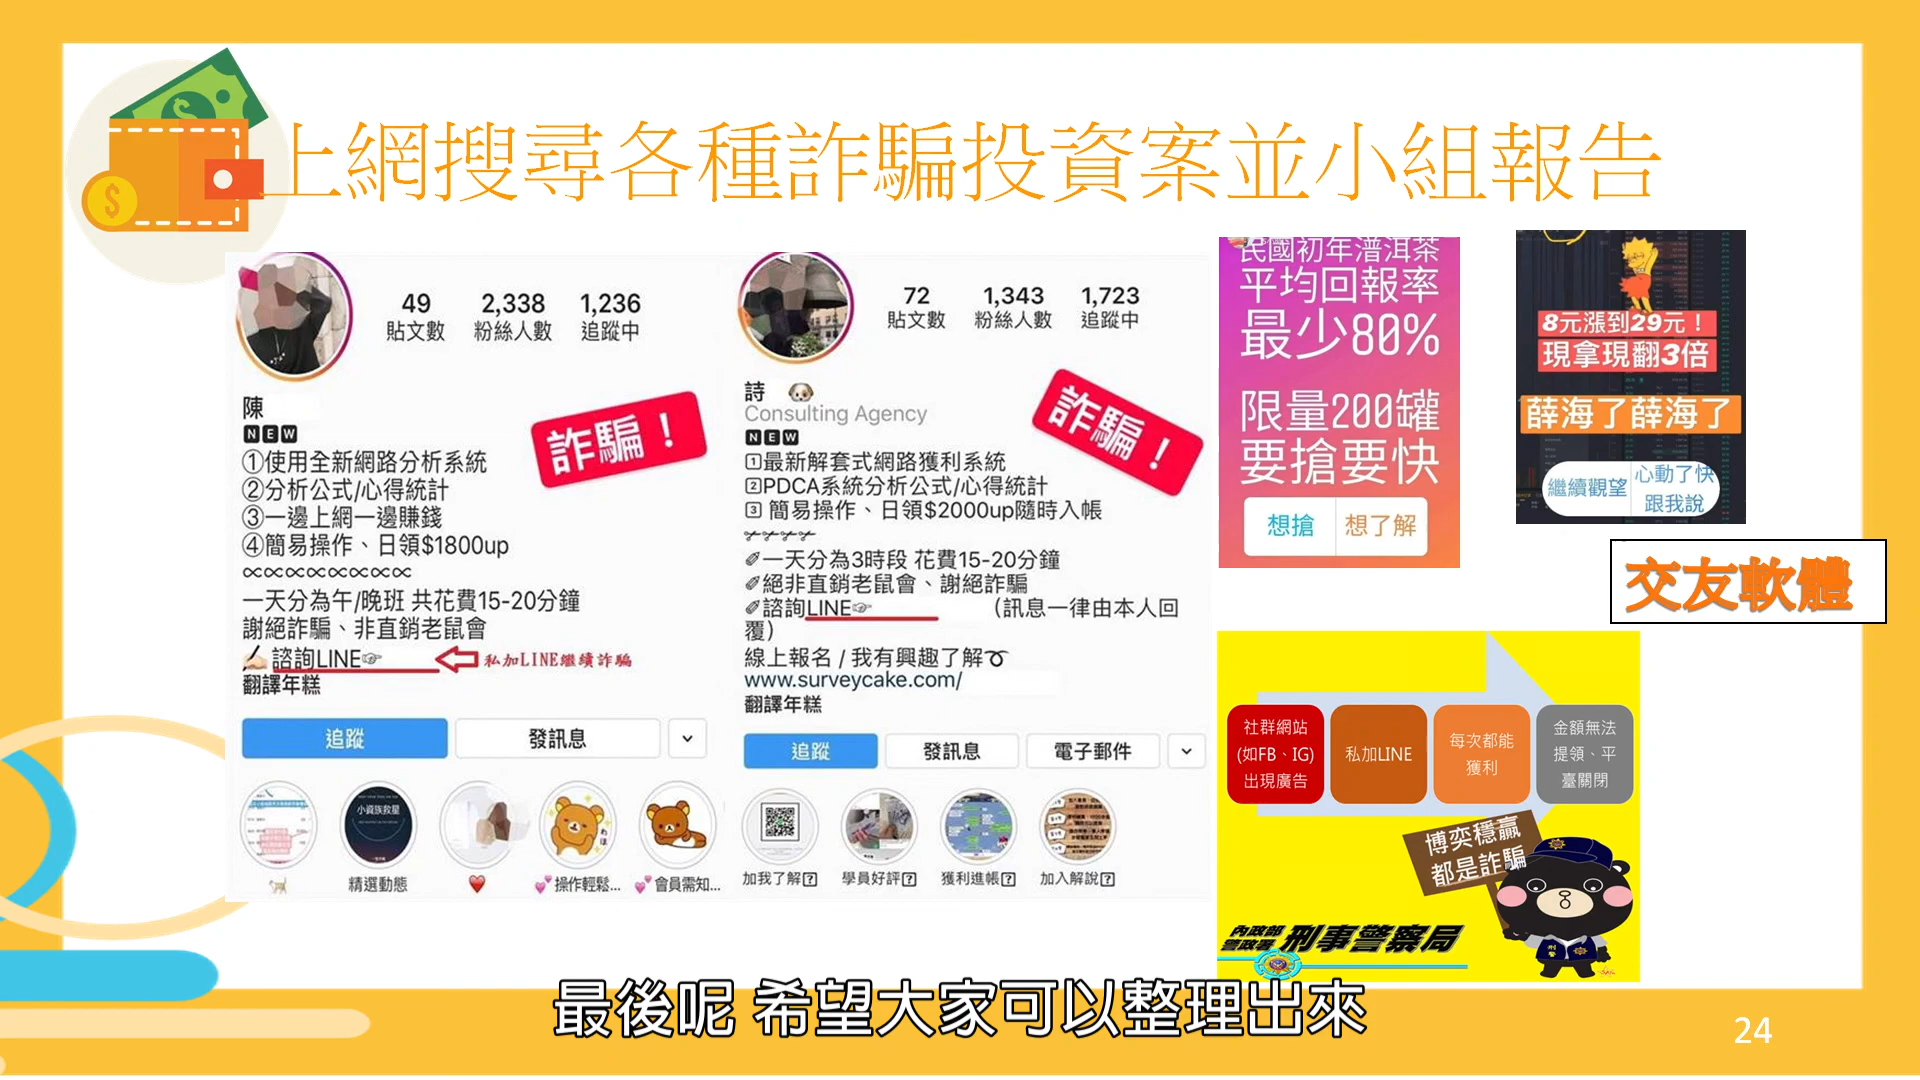 上網搜尋各種詐騙投資案並小組報告
49 2,338 1,236
貼文數 粉絲人數 追蹤中
陳
NEW
詐騙！
①使用全新網路分析系統
②分析公式/心得統計
③一邊上網一邊賺錢
④簡易操作、日領$1800up
∞∞∞∞∞∞∞∞
一天分為午/晚班 共花費15-20分鐘
謝絕詐騙、非直銷老鼠會
✍🏻諮詢LINE☞
私加LINE繼續詐騙
翻譯年糕
追蹤 發訊息
小資族救星
精選動態
💕操作輕鬆...
💕會員需知...
72 1,343 1,723
貼文數 粉絲人數 追蹤中
詩 🐶
Consulting Agency
NEW
詐騙！
1最新解套式網路獲利系統
2PDCA系統分析公式/心得統計
3 簡易操作、日領$2000up隨時入帳
✐一天分為3時段 花費15-20分鐘
✐絕非直銷老鼠會、謝絕詐騙
✐諮詢LINE☞ （訊息一律由本人回
覆）
線上報名 / 我有興趣了解➰
www.surveycake.com/
翻譯年糕
追蹤 發訊息 電子郵件
加我了解? 學員好評? 獲利進帳? 加入解說?
民國初年潽洱茶
平均回報率
最少80%
限量200罐
要搶要快
想搶 想了解
8元漲到29元！
現拿現翻3倍
薛海了薛海了
繼續觀望
心動了快
跟我說
交友軟體
社群網站
(如FB、IG)
出現廣告
私加LINE
每次都能
獲利
金額無法
提領、平
臺關閉
博奕穩贏
都是詐騙
內政部
警政署
刑事警察局
刑警
最後呢 希望大家可以整理出來
24